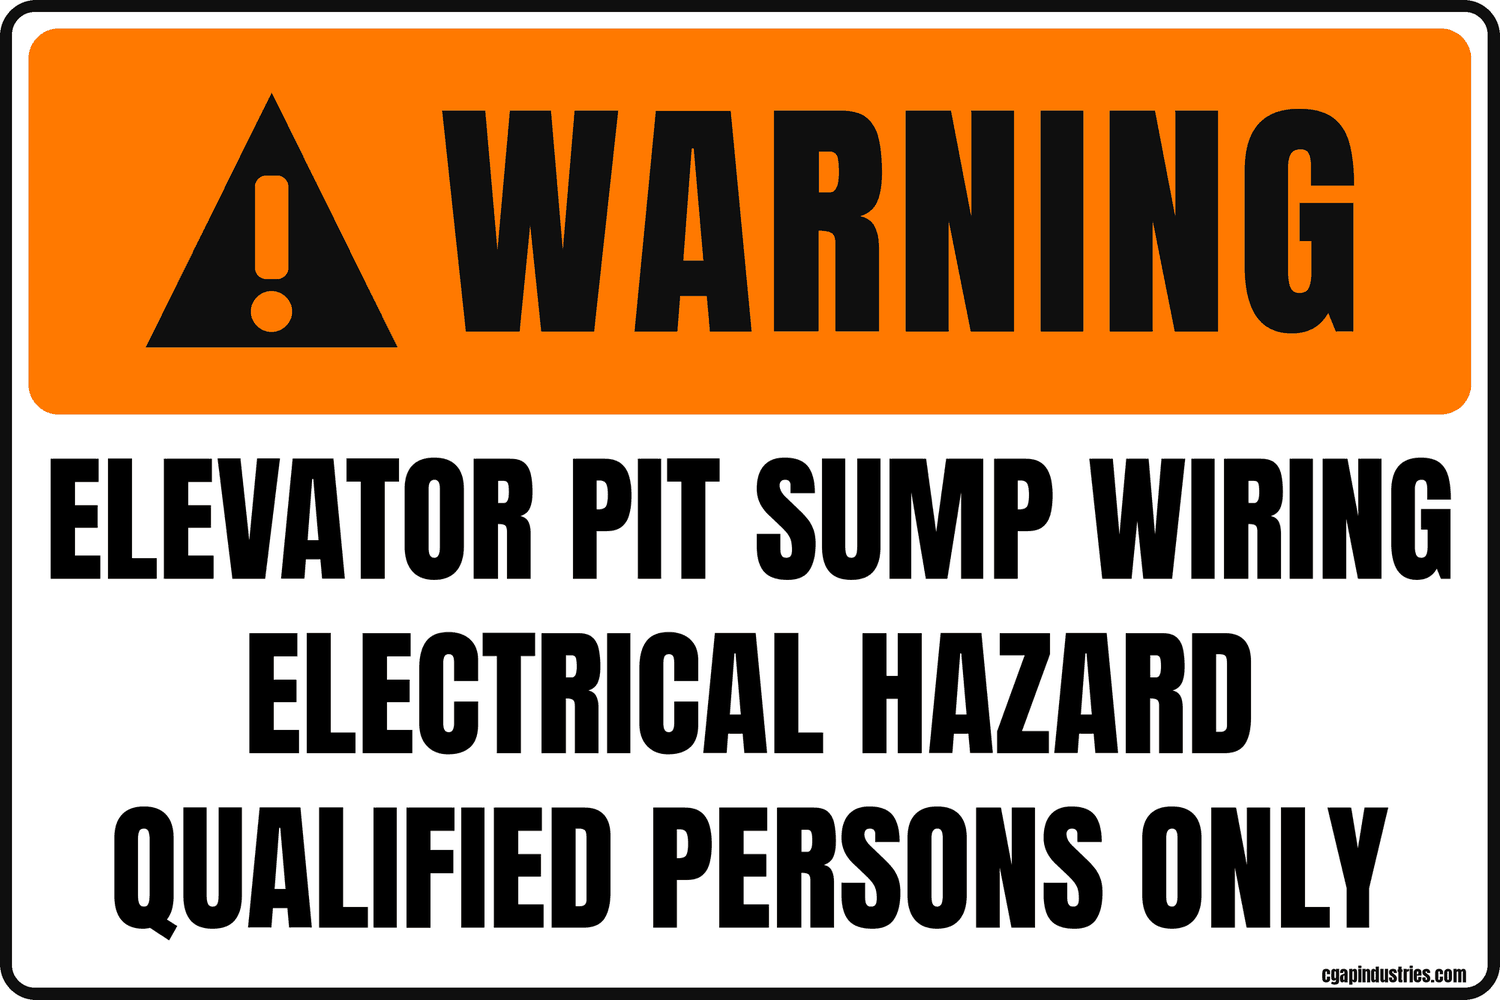 WARNING
ELEVATOR PIT SUMP WIRING
ELECTRICAL HAZARD
QUALIFIED PERSONS ONLY
cgapindustries.com